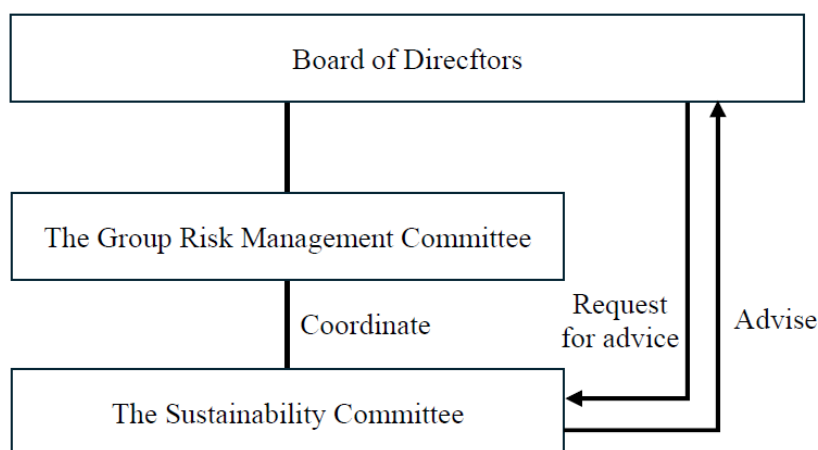 Board of Direcftors
The Group Risk Management Committee
Coordinate
Request
for advice
Advise
The Sustainability Committee